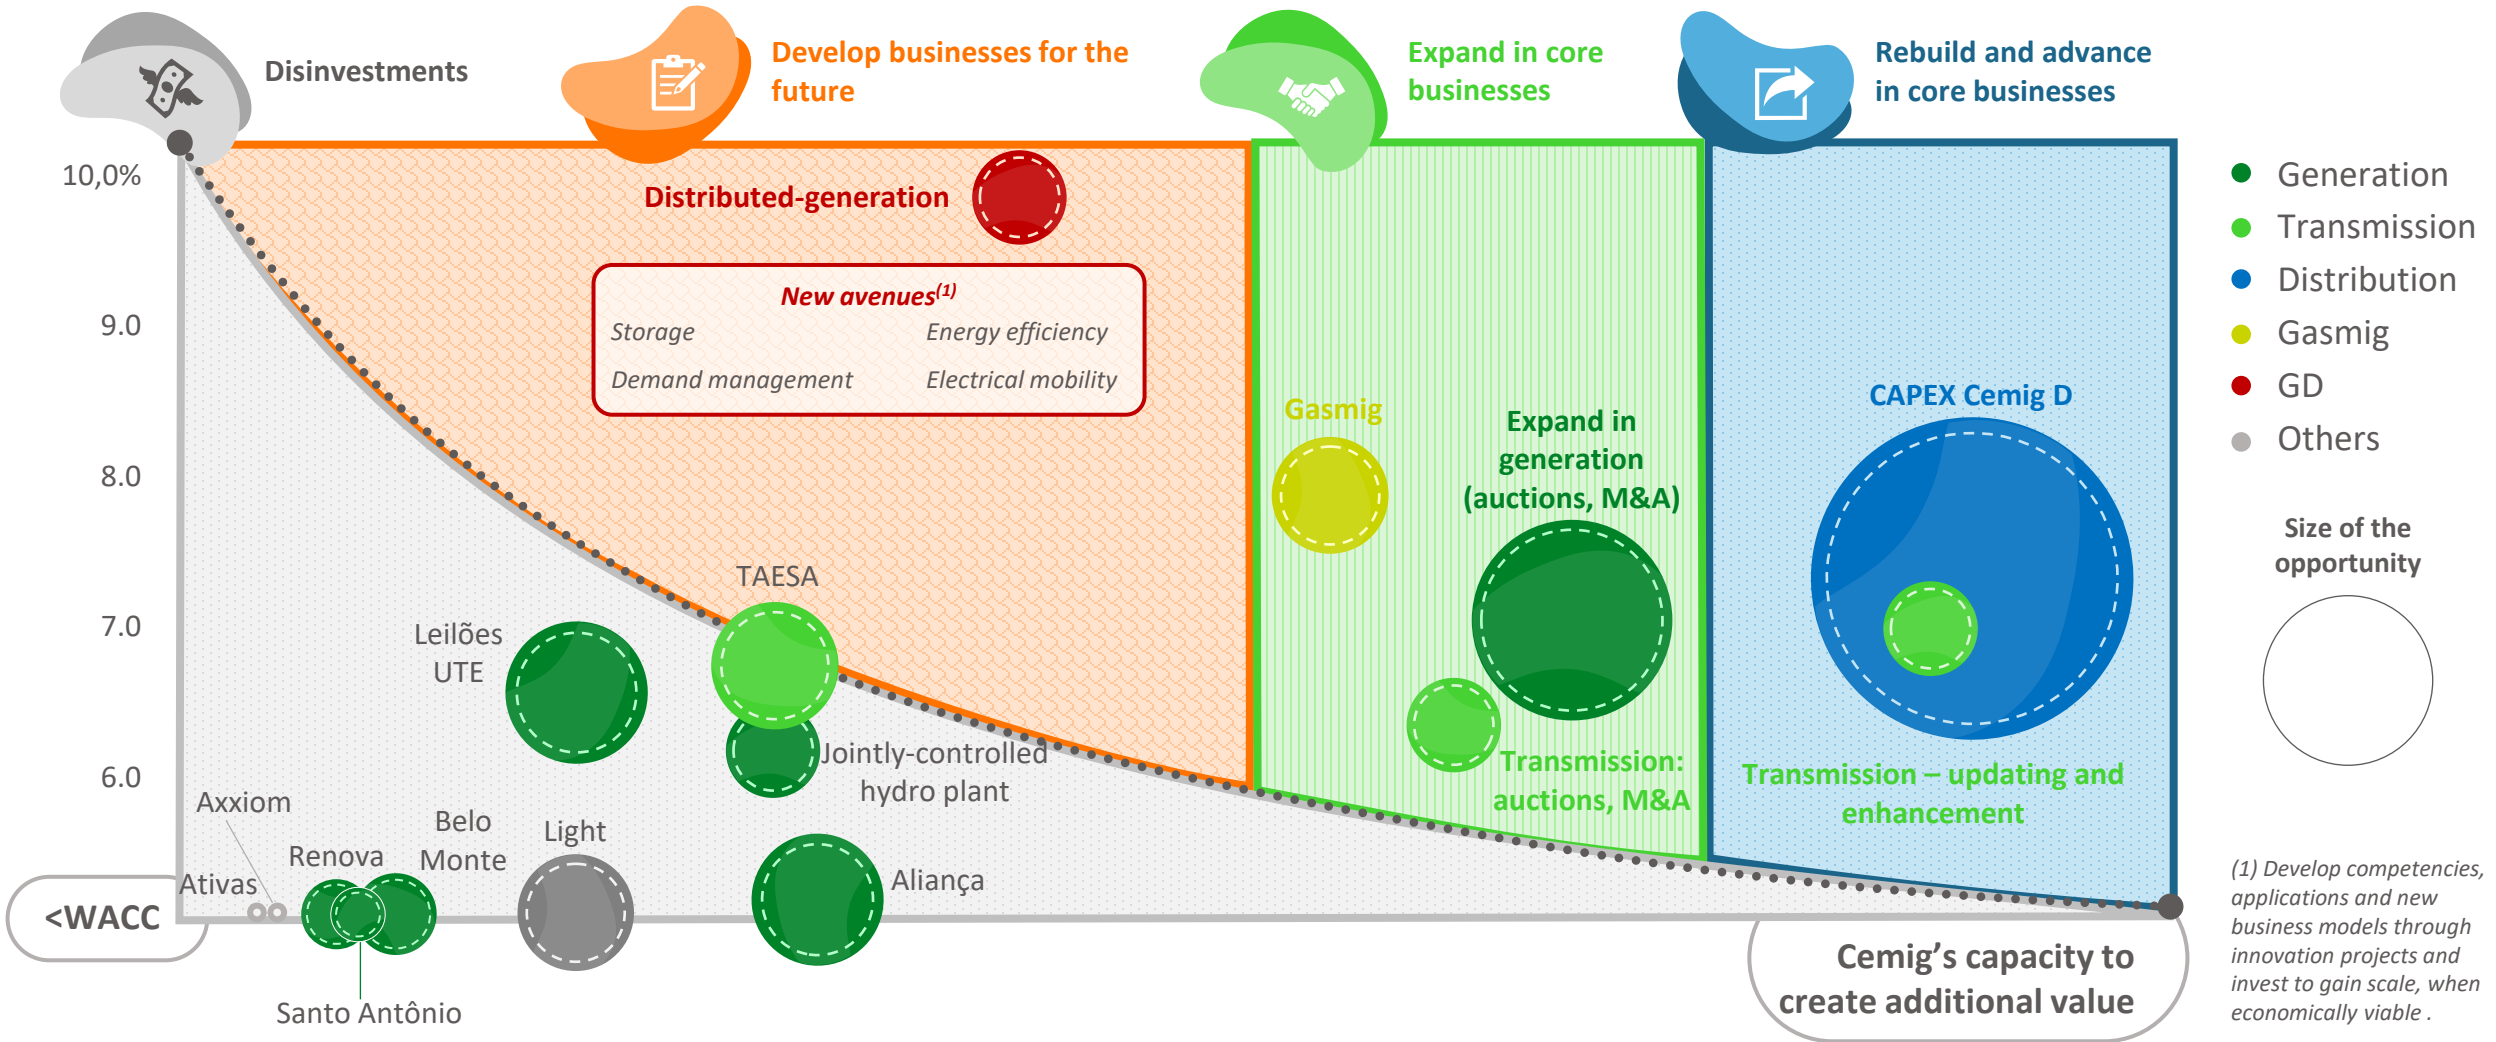 Disinvestments
Develop businesses for the
future
Expand in core
businesses
Rebuild and advance
in core businesses
10,0%
9.0
8.0
7.0
6.0
<WACC
Distributed-generation
New avenues(1)
Storage
Energy efficiency
Demand management
Electrical mobility
Gasmig
Expand in
generation
(auctions, M&A)
CAPEX Cemig D
TAESA
Leilões
UTE
Jointly-controlled
hydro plant
Transmission:
auctions, M&A
Transmission – updating and
enhancement
Axxiom
Ativas
Renova
Belo
Monte
Light
Aliança
Santo Antônio
Cemig's capacity to
create additional value
Generation
Transmission
Distribution
Gasmig
GD
Others
Size of the
opportunity
(1) Develop competencies,
applications and new
business models through
innovation projects and
invest to gain scale, when
economically viable .